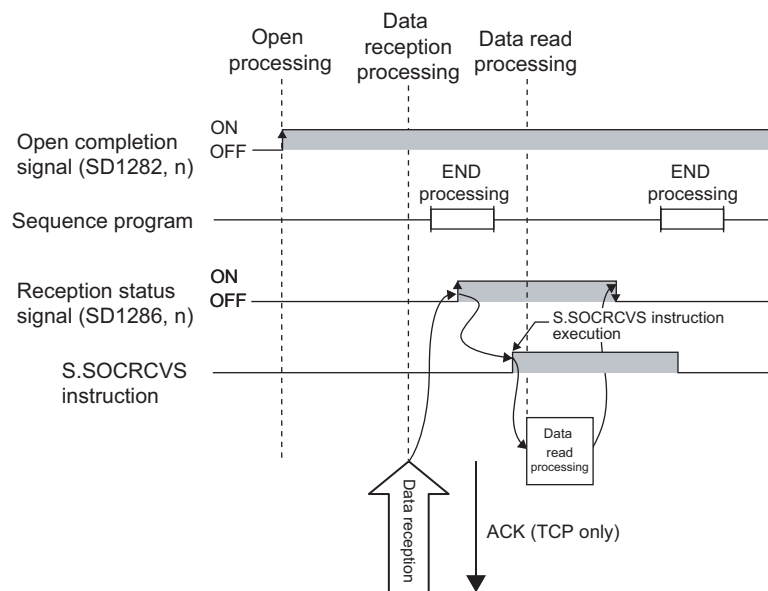 Open
processing
Data
reception
processing
Data read
processing
Open completion
signal (SD1282, n)
ON
OFF
END
processing
END
processing
Sequence program
Reception status
signal (SD1286, n)
ON
OFF
S.SOCRCVS instruction
execution
S.SOCRCVS
instruction
Data
read
processing
Data reception
ACK (TCP only)